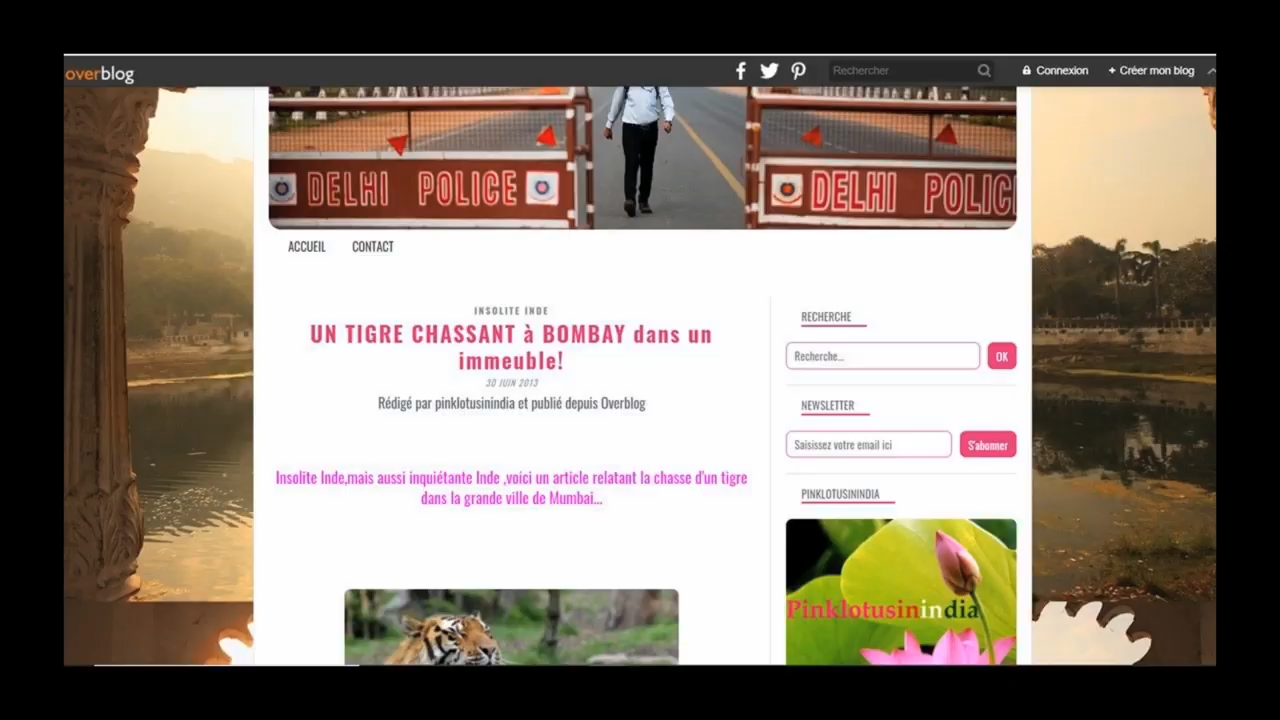 overblog
Rechercher
Connexion
+ Créer mon blog
DELHI POLICE
DELHI POLICE
ACCUEIL CONTACT
INSOLITE INDE
UN TIGRE CHASSANT à BOMBAY dans un
immeuble!
30 JUIN 2013
Rédigé par pinklotusinindia et publié depuis Overblog
Insolite Inde,mais aussi inquiétante Inde ,voici un article relatant la chasse d'un tigre
dans la grande ville de Mumbai...
RECHERCHE
Recherche...
OK
NEWSLETTER
Saisissez votre email ici
S'abonner
PINKLOTUSININDIA
Pinklotusinindia